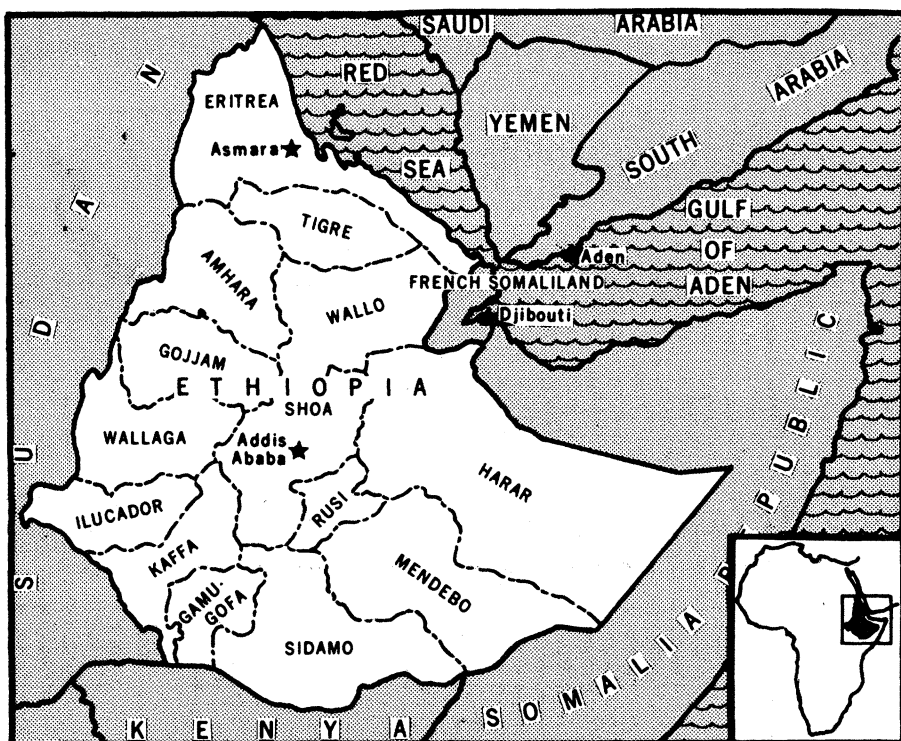 SAUDI ARABIA
RED SEA
YEMEN
SOUTH ARABIA
ERITREA
Asmara
TIGRE
GULF
OF
ADEN
Aden
AMHARA
WALLO
FRENCH SOMALILAND
Djibouti
GOJJAM
ETHIOPIA
SHOA
WALLAGA
Addis
Ababa
HARAR
ILUCADOR
RUSI
KAFFA
MENDEBO
GAMU-
GOFA
SIDAMO
SUDAN
KENYA
SOMALIA REPUBLIC